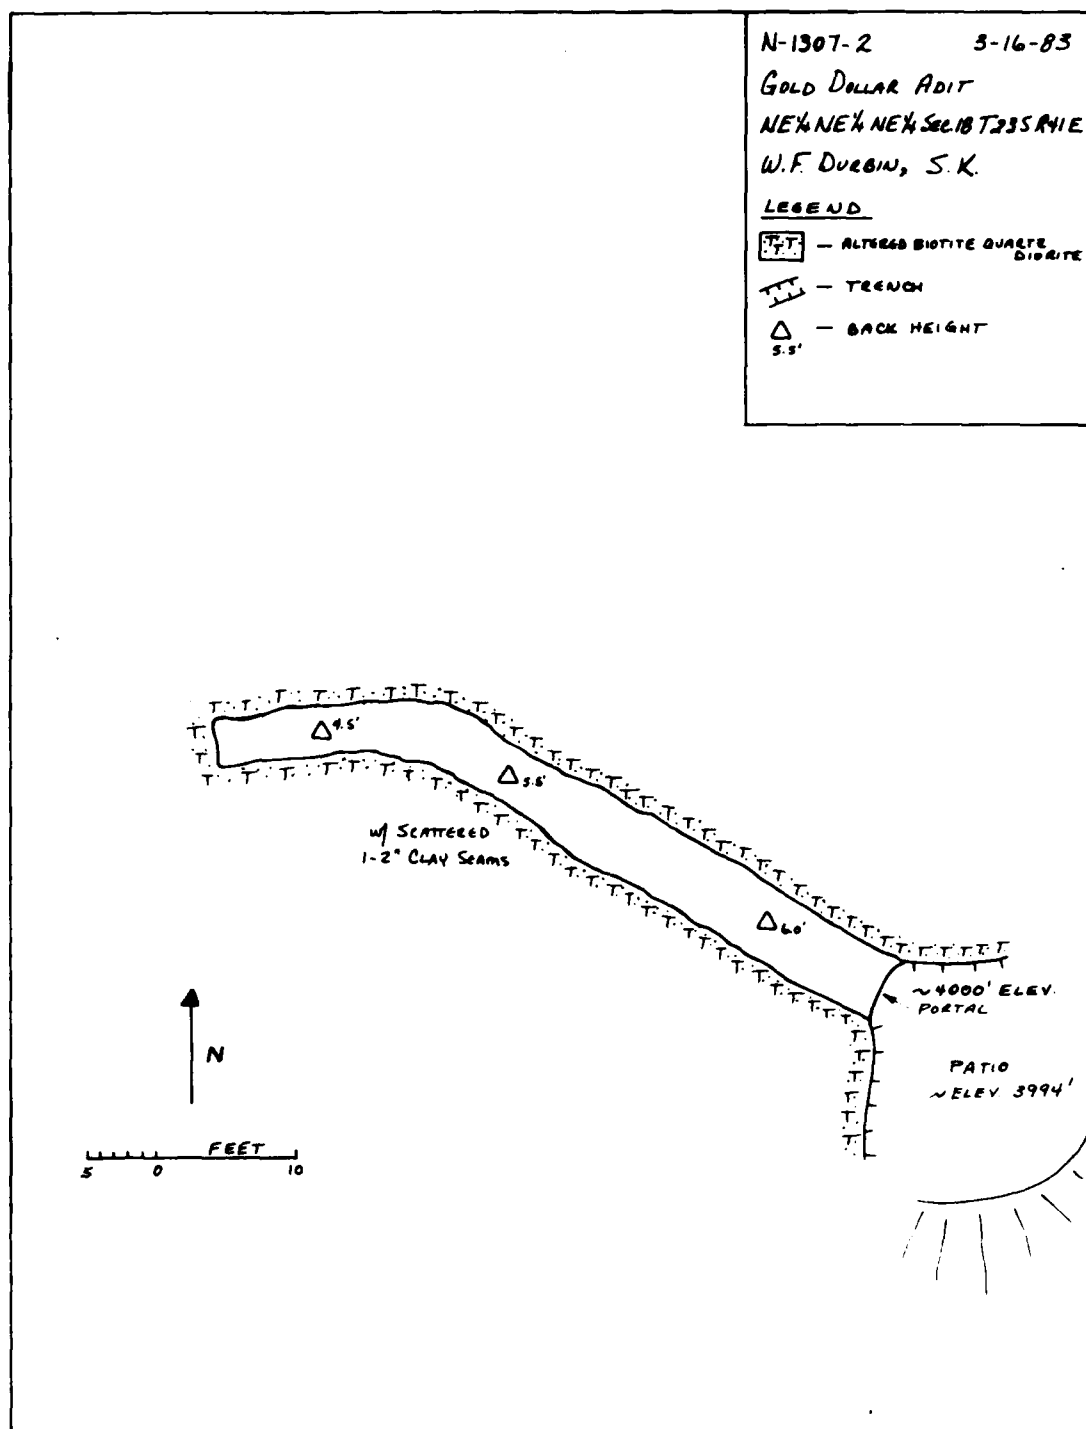 N-1307-2 3-16-83
GOLD DOLLAR ADIT
NE¼ NE¼ NE¼ SEC.18 T23S R41E
W.F. DURBIN, S.K.
LEGEND
T T T — ALTERED BIOTITE QUARTZ
DIORITE
— TRENCH
— BACK HEIGHT
5.5'
4.5'
5.5'
W/ SCATTERED
1-2" CLAY SEAMS
6.0'
~4000' ELEV.
PORTAL
N
PATIO
~ELEV. 3994'
FEET
5 0 10